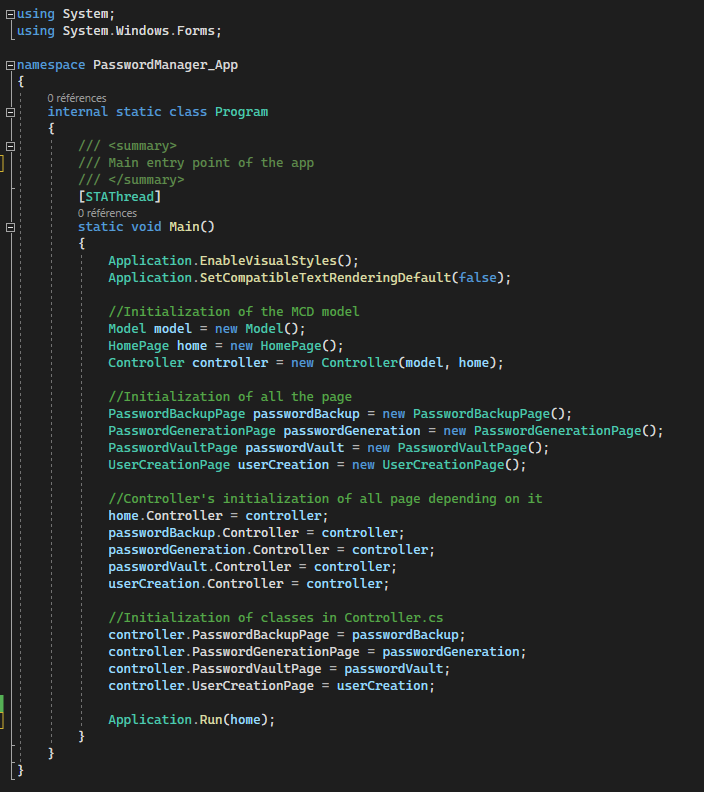 using System;
using System.Windows.Forms;
namespace PasswordManager_App
{
0 références
internal static class Program
{
/// <summary>
/// Main entry point of the app
/// </summary>
[STAThread]
0 références
static void Main()
{
Application.EnableVisualStyles();
Application.SetCompatibleTextRenderingDefault(false);
//Initialization of the MCD model
Model model = new Model();
HomePage home = new HomePage();
Controller controller = new Controller(model, home);
//Initialization of all the page
PasswordBackupPage passwordBackup = new PasswordBackupPage();
PasswordGenerationPage passwordGeneration = new PasswordGenerationPage();
PasswordVaultPage passwordVault = new PasswordVaultPage();
UserCreationPage userCreation = new UserCreationPage();
//Controller's initialization of all page depending on it
home.Controller = controller;
passwordBackup.Controller = controller;
passwordGeneration.Controller = controller;
passwordVault.Controller = controller;
userCreation.Controller = controller;
//Initialization of classes in Controller.cs
controller.PasswordBackupPage = passwordBackup;
controller.PasswordGenerationPage = passwordGeneration;
controller.PasswordVaultPage = passwordVault;
controller.UserCreationPage = userCreation;
Application.Run(home);
}
}
}